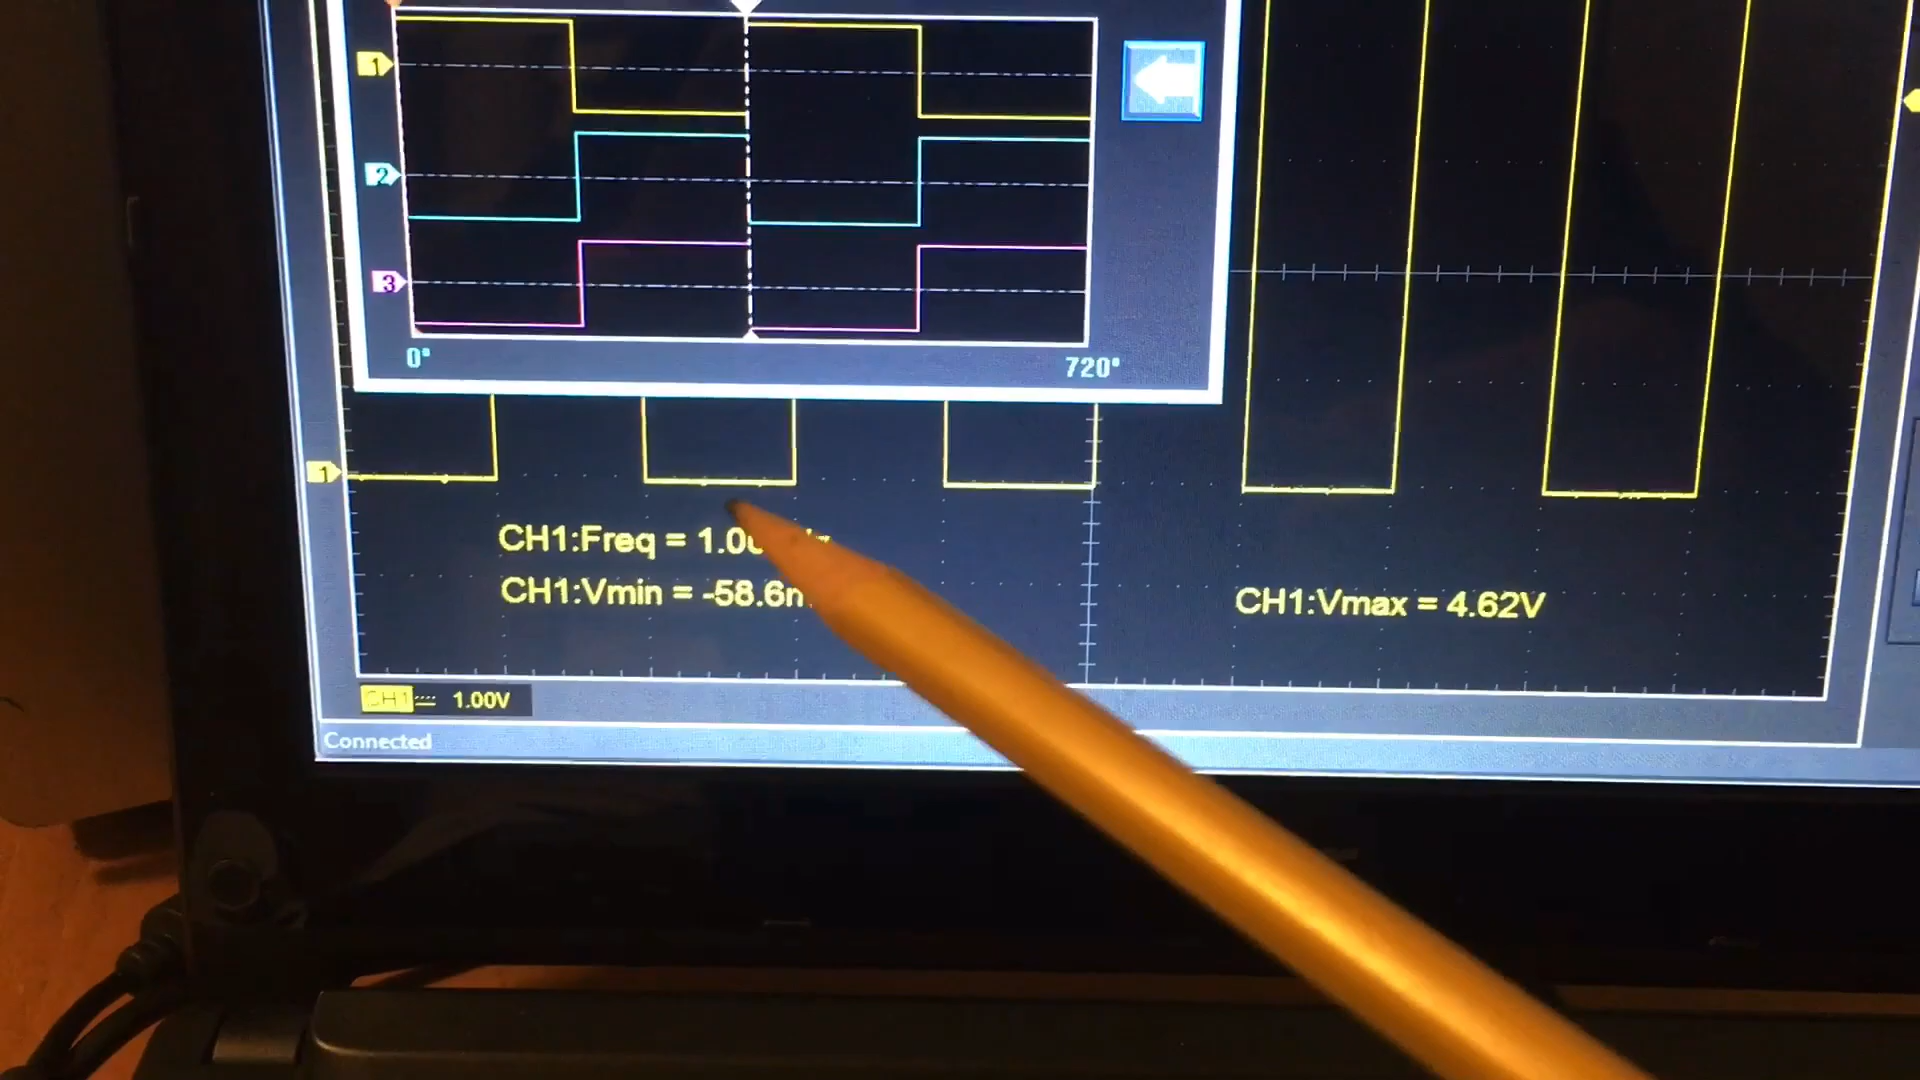 1
2
3
0°
720°
1
CH1:Freq = 1.0
CH1:Vmin = -58.6m
CH1:Vmax = 4.62V
CH1 1.00V
Connected